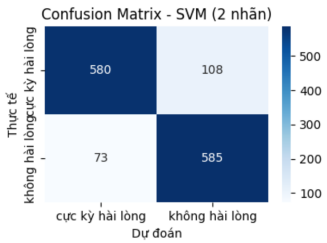 Confusion Matrix - SVM (2 nhãn)
Thực tế
cực kỳ hài lòng
580
108
không hài lòng
73
585
cực kỳ hài lòng
không hài lòng
Dự đoán
500
400
300
200
100